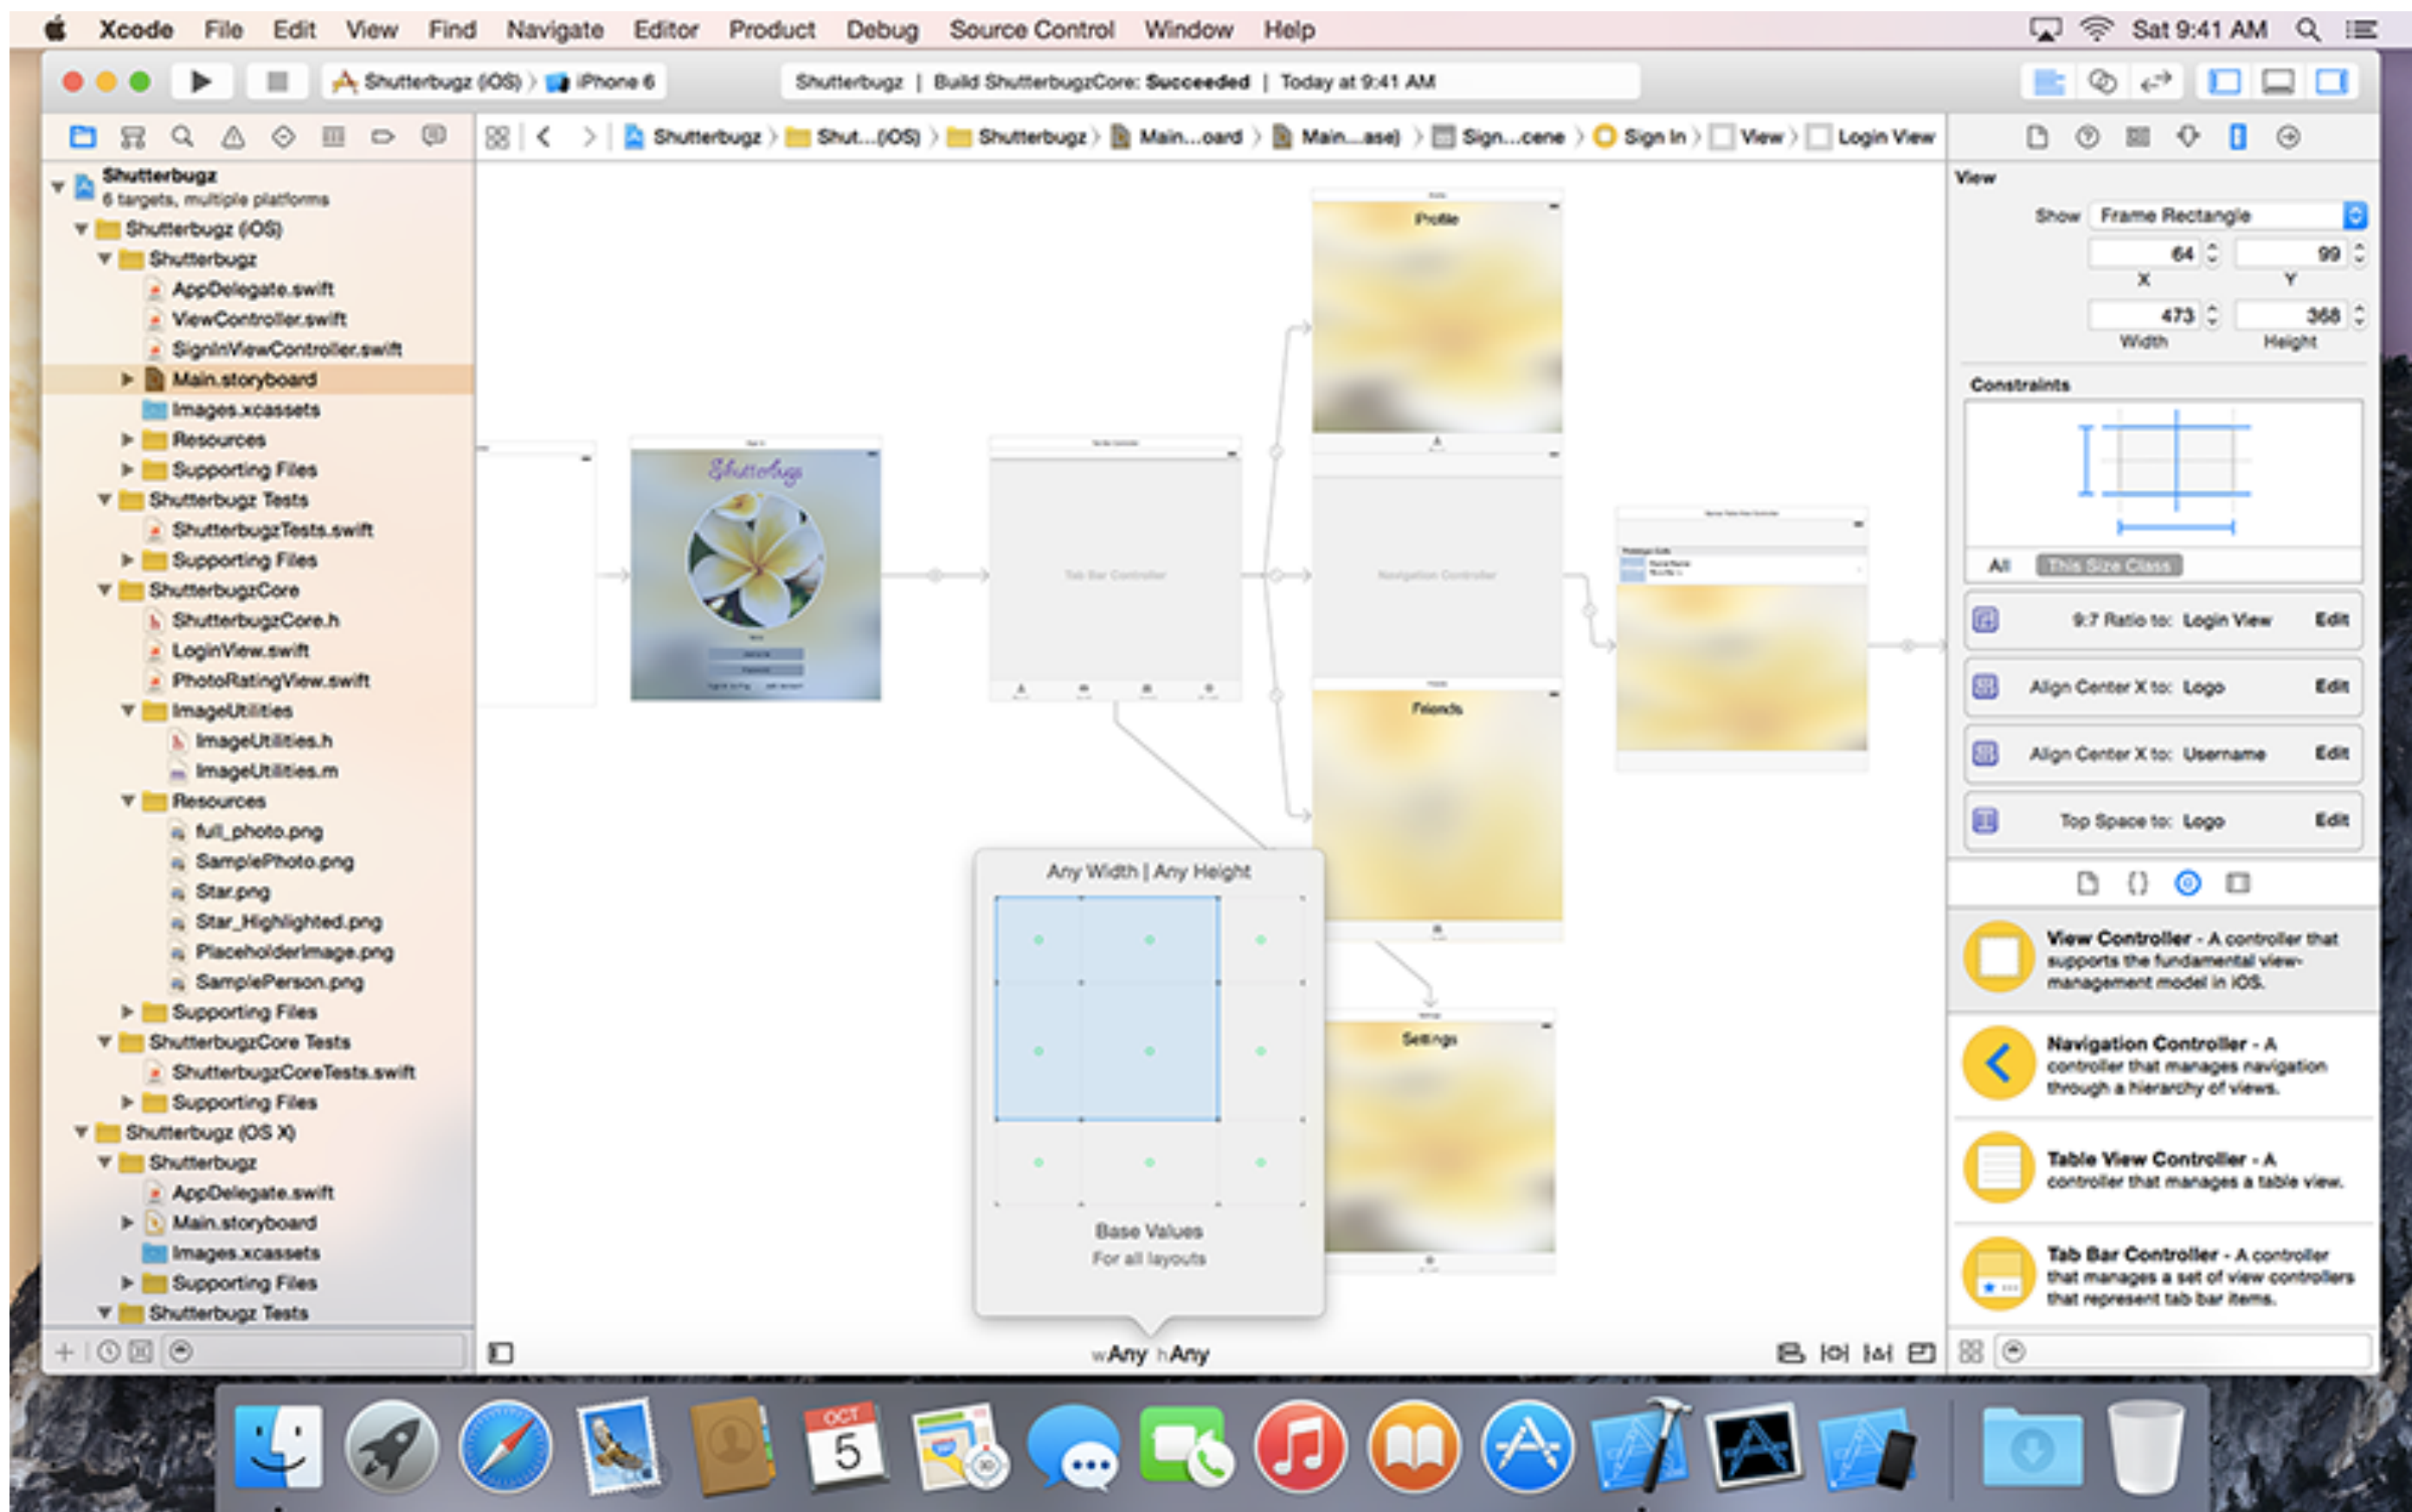 Xcode File Edit View Find Navigate Editor Product Debug Source Control Window Help
Sat 9:41 AM
Shutterbugz (iOS) iPhone 6
Shutterbugz | Build ShutterbugzCore: Succeeded | Today at 9:41 AM
Shutterbugz Shut...(iOS) Shutterbugz Main...oard Main...ase) Sign...cene Sign In View Login View
Shutterbugz
6 targets, multiple platforms
Shutterbugz (iOS)
Shutterbugz
AppDelegate.swift
ViewController.swift
SignInViewController.swift
Main.storyboard
Images.xcassets
Resources
Supporting Files
Shutterbugz Tests
ShutterbugzTests.swift
Supporting Files
ShutterbugzCore
ShutterbugzCore.h
LoginView.swift
PhotoRatingView.swift
ImageUtilities
ImageUtilities.h
ImageUtilities.m
Resources
full_photo.png
SamplePhoto.png
Star.png
Star_Highlighted.png
PlaceholderImage.png
SamplePerson.png
Supporting Files
ShutterbugzCore Tests
ShutterbugzCoreTests.swift
Supporting Files
Shutterbugz (OS X)
Shutterbugz
AppDelegate.swift
Main.storyboard
Images.xcassets
Supporting Files
Shutterbugz Tests
Shutterbugs
Tab Bar Controller
Profile
Navigation Controller
Friends
Settings
Any Width | Any Height
Base Values
For all layouts
wAny hAny
View
Show Frame Rectangle
64 99
X Y
473 368
Width Height
Constraints
All This Size Class
9:7 Ratio to: Login View Edit
Align Center X to: Logo Edit
Align Center X to: Username Edit
Top Space to: Logo Edit
View Controller - A controller that
supports the fundamental view-
management model in iOS.
Navigation Controller - A
controller that manages navigation
through a hierarchy of views.
Table View Controller - A
controller that manages a table view.
Tab Bar Controller - A controller
that manages a set of view controllers
that represent tab bar items.
OCT
5